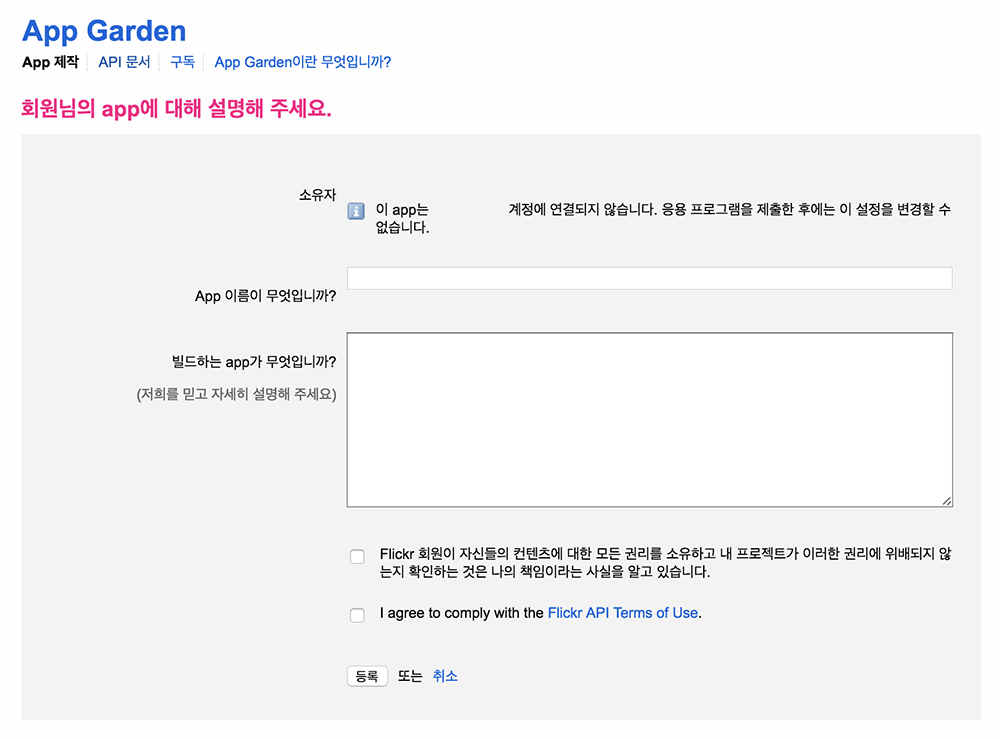 App Garden
App 제작 API 문서 구독 App Garden이란 무엇입니까?
회원님의 app에 대해 설명해 주세요.
소유자
이 app는 계정에 연결되지 않습니다. 응용 프로그램을 제출한 후에는 이 설정을 변경할 수
없습니다.
App 이름이 무엇입니까?
빌드하는 app가 무엇입니까?
(저희를 믿고 자세히 설명해 주세요)
Flickr 회원이 자신들의 컨텐츠에 대한 모든 권리를 소유하고 내 프로젝트가 이러한 권리에 위배되지 않
는지 확인하는 것은 나의 책임이라는 사실을 알고 있습니다.
I agree to comply with the Flickr API Terms of Use.
등록 또는 취소